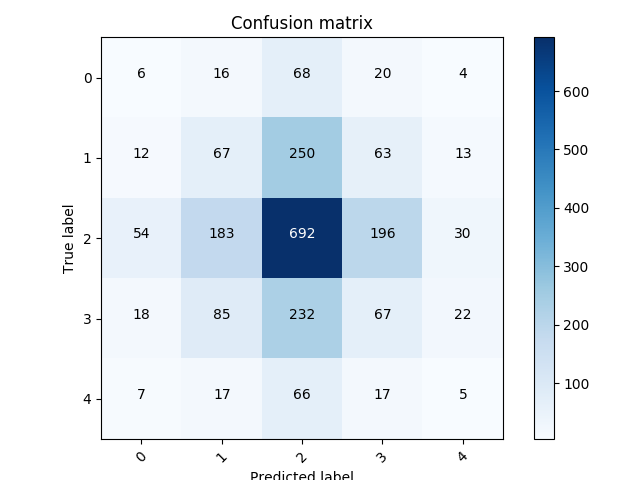 Confusion matrix
0 6 16 68 20 4
1 12 67 250 63 13
2 54 183 692 196 30
3 18 85 232 67 22
4 7 17 66 17 5
0 1 2 3 4
True label
Predicted label
600
500
400
300
200
100